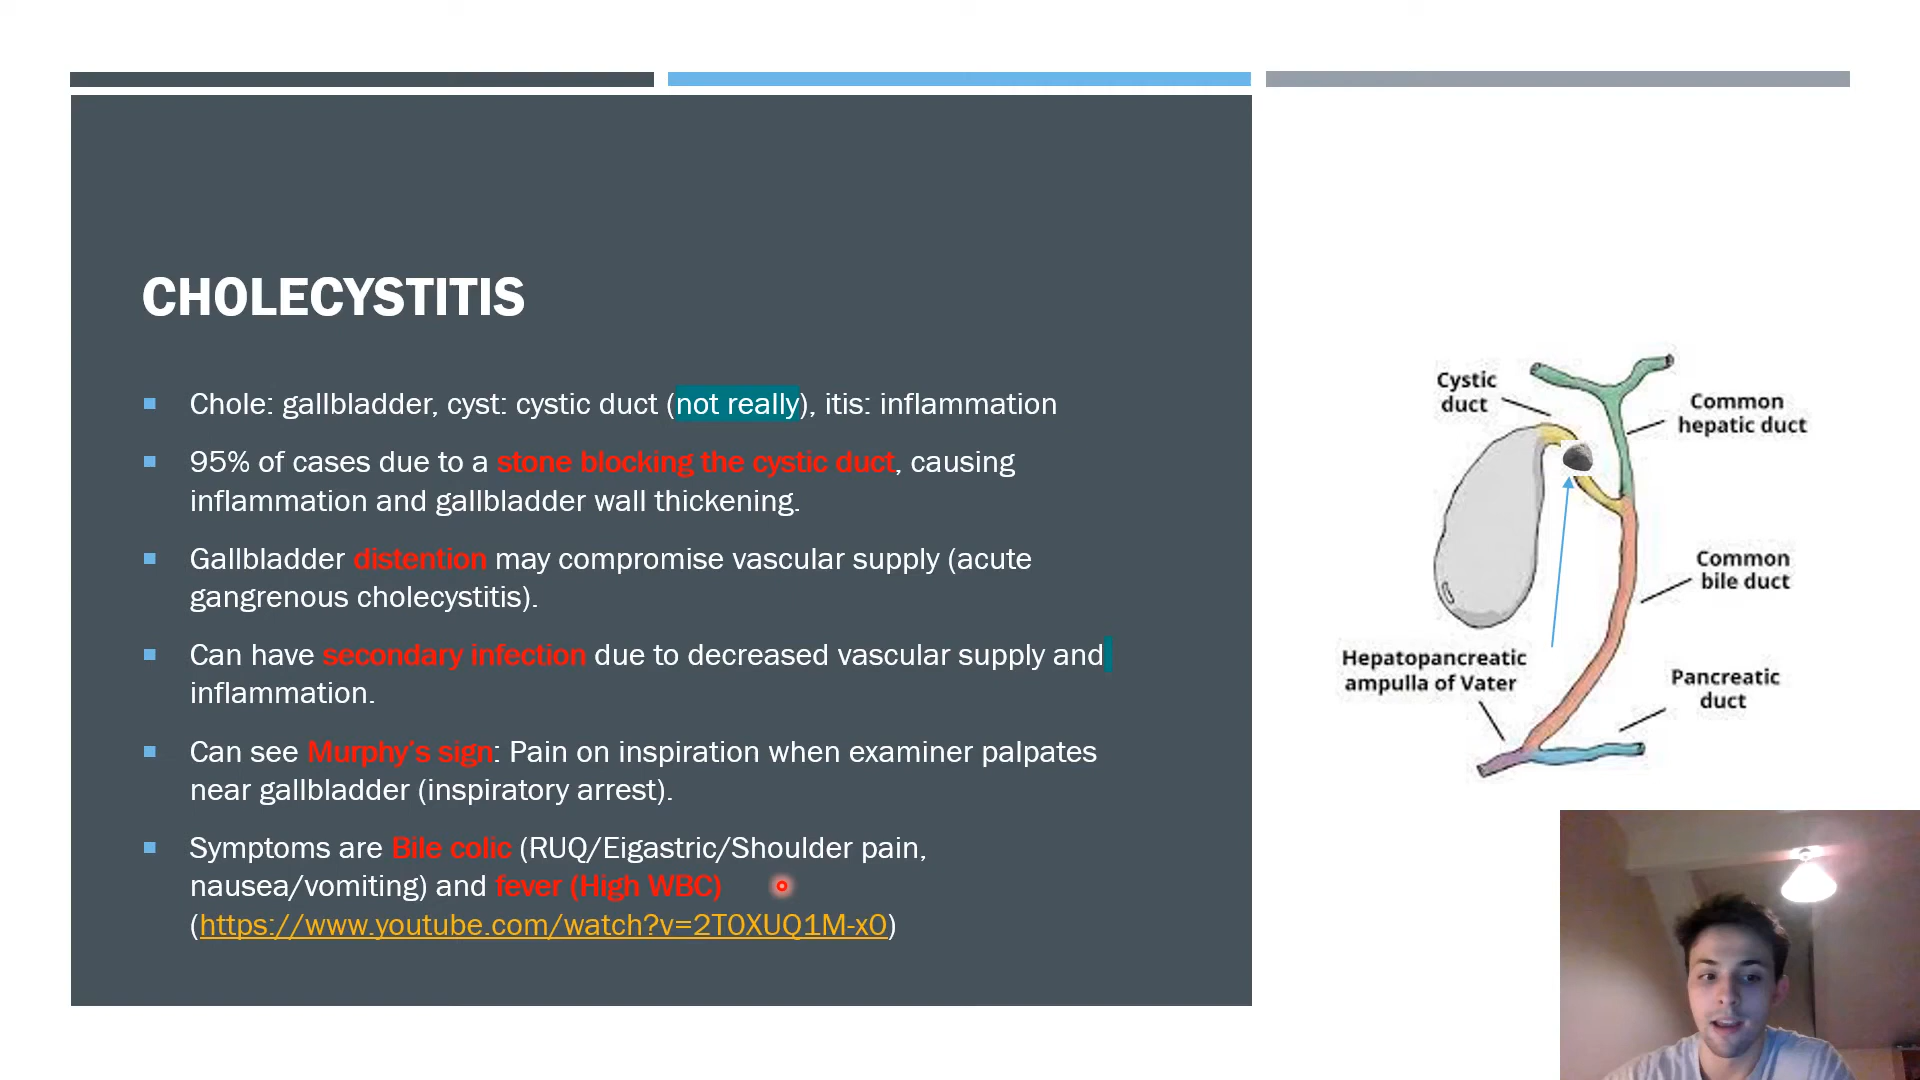 CHOLECYSTITIS
Chole: gallbladder, cyst: cystic duct (not really), itis: inflammation
95% of cases due to a stone blocking the cystic duct, causing
inflammation and gallbladder wall thickening.
Gallbladder distention may compromise vascular supply (acute
gangrenous cholecystitis).
Can have secondary infection due to decreased vascular supply and
inflammation.
Can see Murphy's sign: Pain on inspiration when examiner palpates
near gallbladder (inspiratory arrest).
Symptoms are Bile colic (RUQ/Eigastric/Shoulder pain,
nausea/vomiting) and fever (High WBC)
(https://www.youtube.com/watch?v=2T0XUQ1M-x0)
Cystic
duct
Common
hepatic duct
Common
bile duct
Hepatopancreatic
ampulla of Vater
Pancreatic
duct